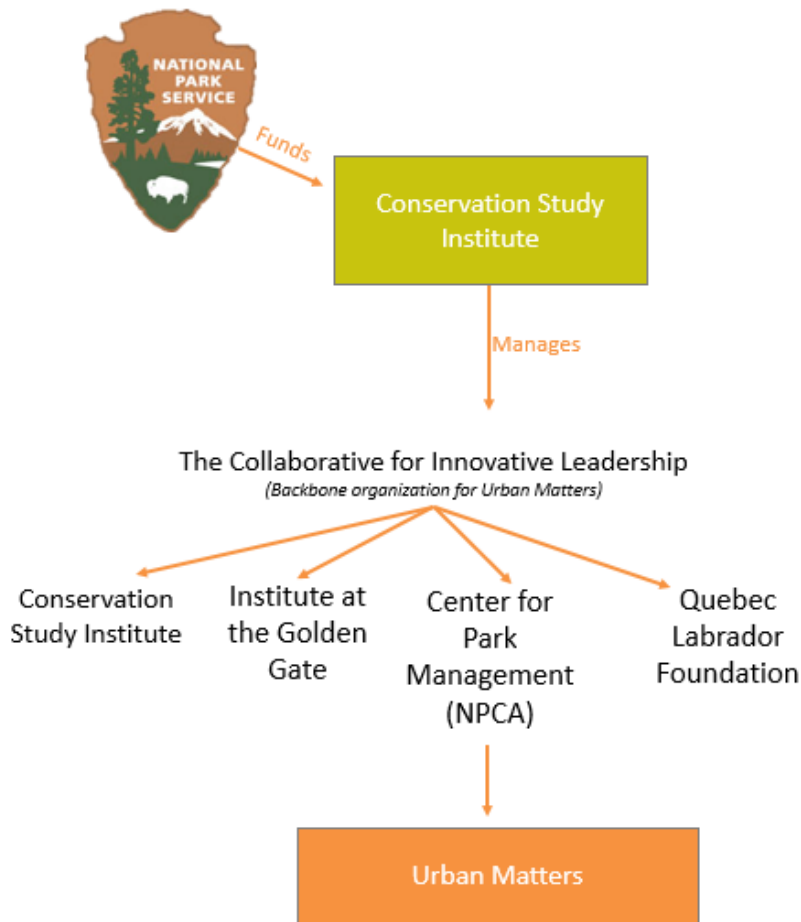 NATIONAL
PARK
SERVICE
Funds
Conservation Study
Institute
Manages
The Collaborative for Innovative Leadership
(Backbone organization for Urban Matters)
Conservation
Study Institute
Institute at
the Golden
Gate
Center for
Park
Management
(NPCA)
Quebec
Labrador
Foundation
Urban Matters